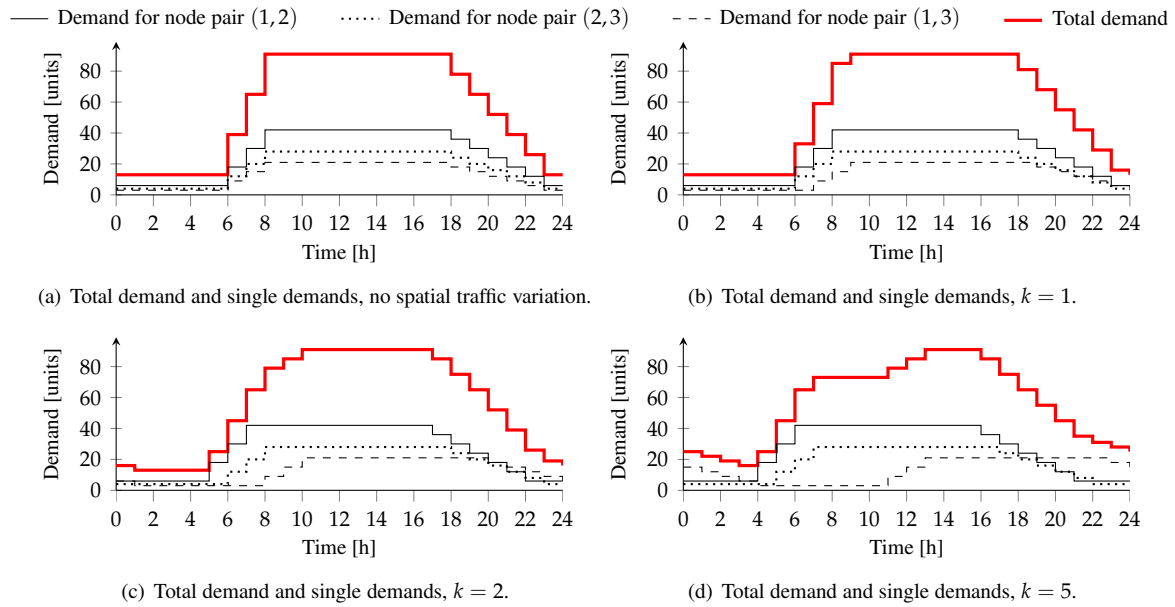 Demand for node pair (1, 2) Demand for node pair (2, 3) Demand for node pair (1, 3) Total demand
80
60
40
20
0
Demand [units]
0 2 4 6 8 10 12 14 16 18 20 22 24
Time [h]
(a) Total demand and single demands, no spatial traffic variation.
80
60
40
20
0
Demand [units]
0 2 4 6 8 10 12 14 16 18 20 22 24
Time [h]
(b) Total demand and single demands, k = 1.
80
60
40
20
0
Demand [units]
0 2 4 6 8 10 12 14 16 18 20 22 24
Time [h]
(c) Total demand and single demands, k = 2.
80
60
40
20
0
Demand [units]
0 2 4 6 8 10 12 14 16 18 20 22 24
Time [h]
(d) Total demand and single demands, k = 5.